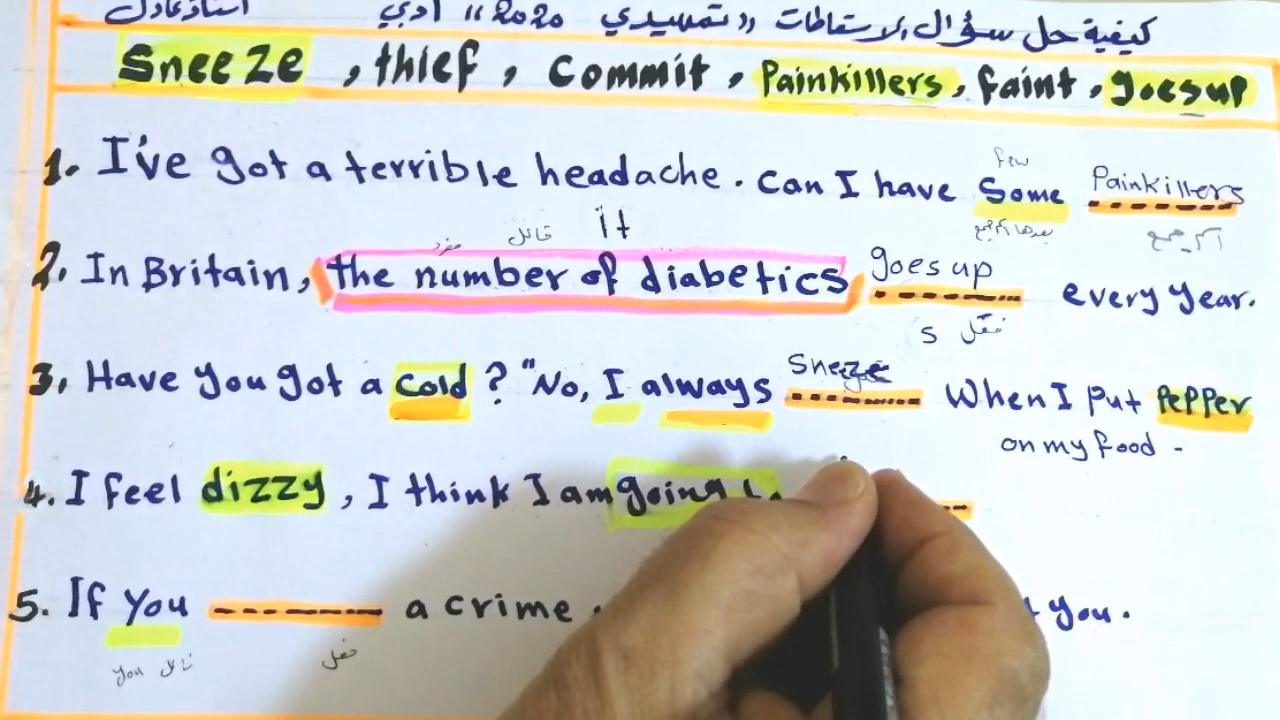 كيفية حل سؤال الاسقاطات "تمهيدي 2020" أدبي استاذ عادل
Sneeze , thief , Commit , Painkillers , faint , goes up
few
1. I've got a terrible headache . Can I have Some Painkillers
it بعدها اسم جمع اسم جمع
مفرد فاعل
2. In Britain, the number of diabetics goes up every year.
s فعل
3. Have you got a cold ? "No, I always Sneeze When I put Pepper
on my food -
4. I feel dizzy , I think I am going
5. If you a crime . you .
you فاعل فعل